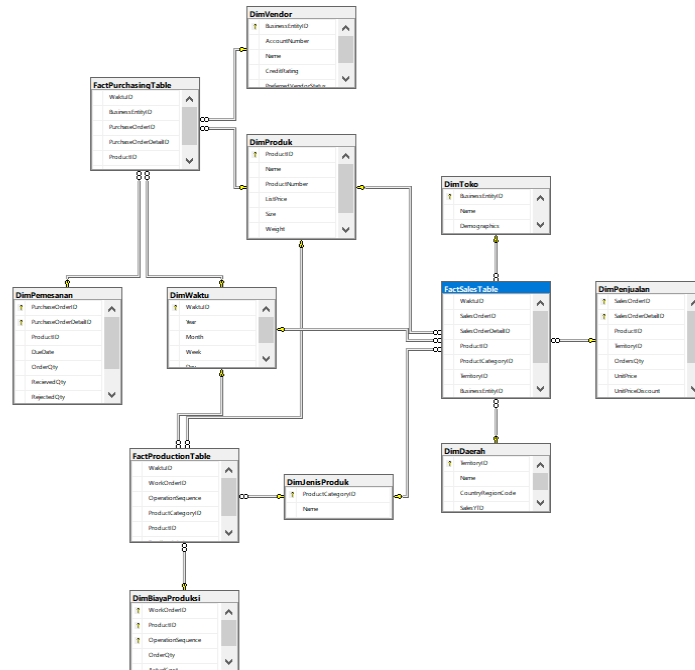 DimVendor
BusinessEntityID
AccountNumber
Name
CreditRating
PreferredVendorStatus
FactPurchasingTable
WaktuID
BusinessEntityID
PurchaseOrderID
PurchaseOrderDetailID
ProductID
DimProduk
ProductID
Name
ProductNumber
ListPrice
Size
Weight
DimToko
BusinessEntityID
Name
Demographics
DimPemesanan
PurchaseOrderID
PurchaseOrderDetailID
ProductID
DueDate
OrderQty
RecievedQty
RejectedQty
DimWaktu
WaktuID
Year
Month
Week
Day
FactSalesTable
WaktuID
SalesOrderID
SalesOrderDetailID
ProductID
ProductCategoryID
TerritoryID
BusinessEntityID
DimPenjualan
SalesOrderID
SalesOrderDetailID
ProductID
TerritoryID
OrdersQty
UnitPrice
UnitPriceDiscount
FactProductionTable
WaktuID
WorkOrderID
OperationSequence
ProductCategoryID
ProductID
DimJenisProduk
ProductCategoryID
Name
DimDaerah
TerritoryID
Name
CountryRegionCode
SalesYTD
DimBiayaProduksi
WorkOrderID
ProductID
OperationSequence
OrderQty